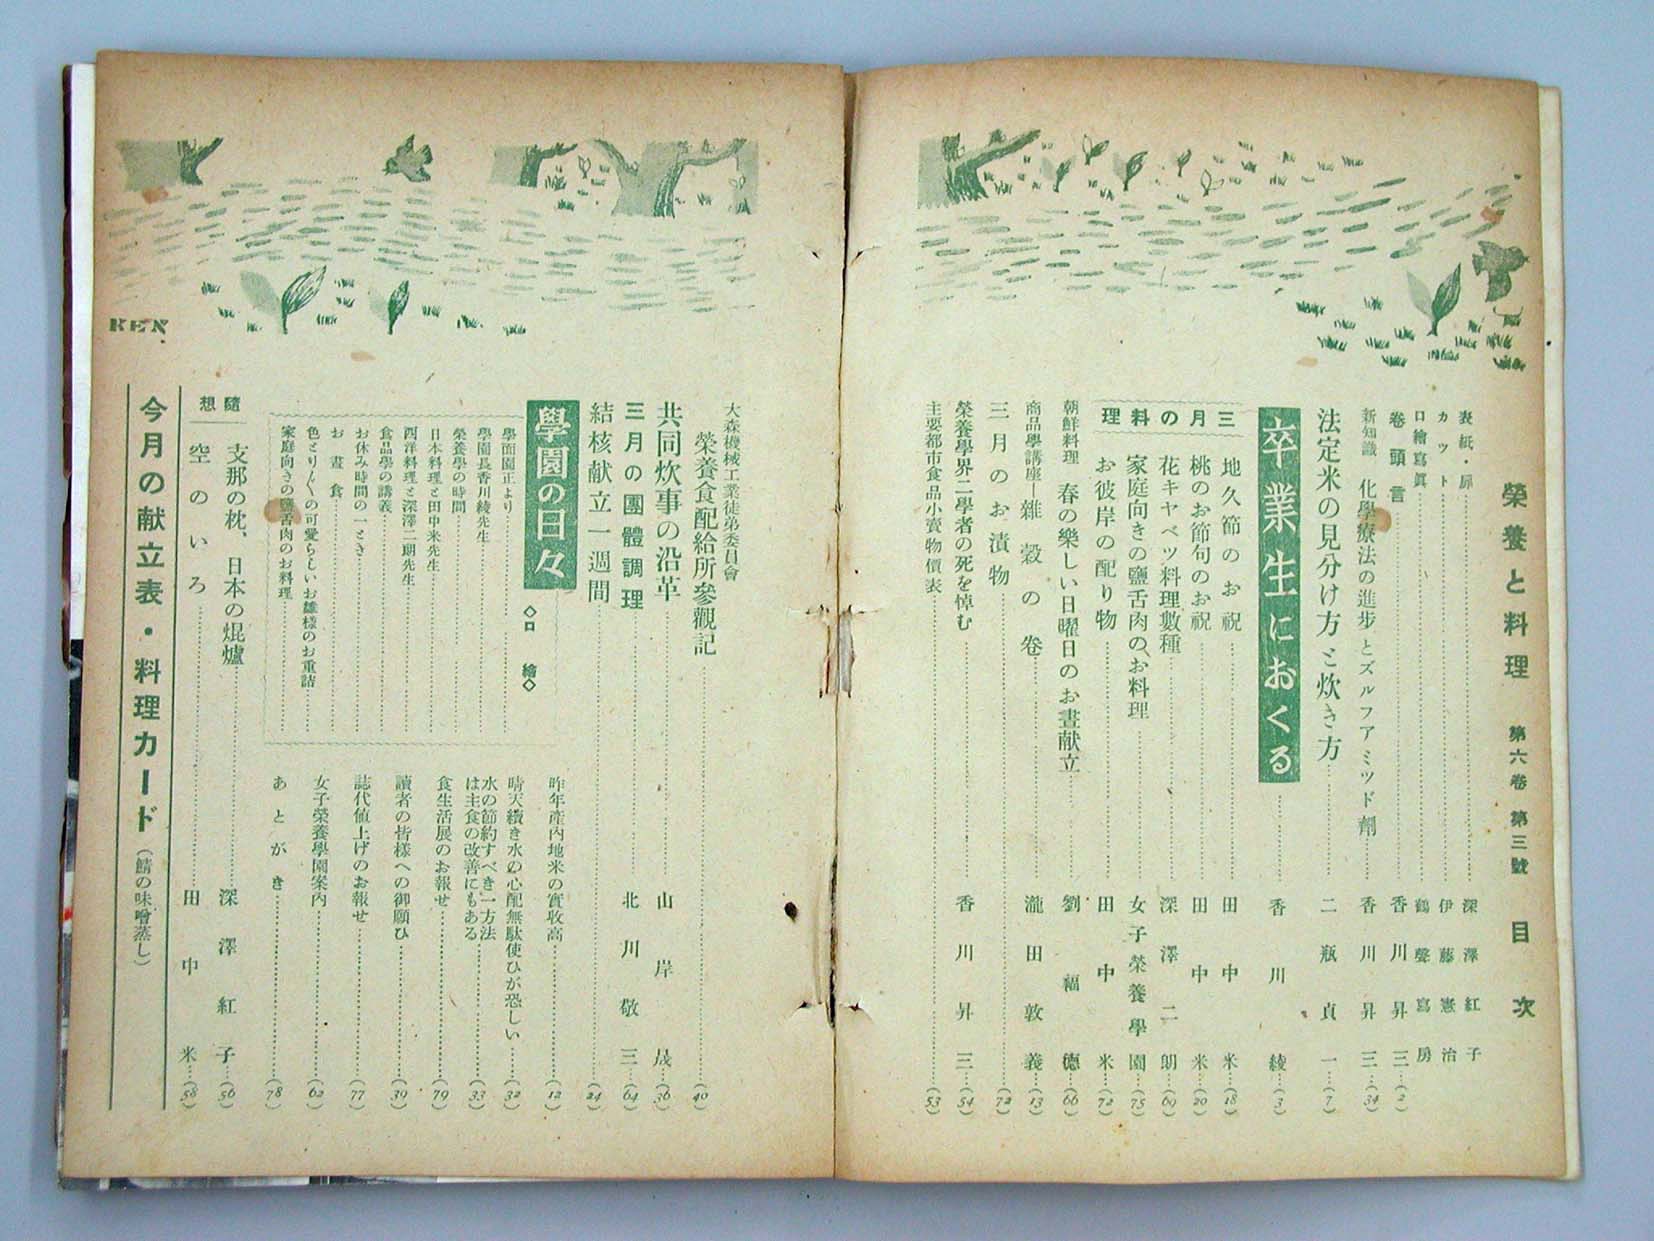 榮養と料理 第六卷 第三號 目次
表紙・扉 深澤紅子
カット 伊藤憲治
口繪寫眞 鶴聲寫房
卷頭言 香川昇三 (2)
新知識 化學療法の進步とズルフアミツド劑 香川昇三 (34)
法定米の見分け方と炊き方 二瓶貞一 (7)
卒業生におくる 香川綾 (3)
三月の料理
地久節のお祝 田中米 (18)
桃のお節句のお祝 田中米 (20)
花キヤベツ料理數種 深澤二朗 (69)
家庭向きの鹽舌肉のお料理 女子榮養學園 (75)
お彼岸の配り物 田中米 (72)
朝鮮料理 春の樂しい日曜日のお晝献立 劉福德 (66)
商品學講座―雜穀の卷 瀧田敦義 (13)
三月のお漬物 (72)
榮養學界二學者の死を悼む 香川昇三 (54)
主要都市食品小賣物價表 (53)
大森機械工業徒弟委員會
榮養食配給所參觀記 (40)
共同炊事の沿革 山岸晟 (36)
三月の團體調理 北川敬三 (64)
結核献立一週間 (24)
學園の日々 ◇口繪◇
學面園正より
學園長香川綾先生
榮養學の時間
日本料理と田中米先生
西洋料理と深澤二朗先生
食品學の講義
お休み時間の一とき
お晝食
色とり〴〵の可愛らしいお雛樣のお重詰
家庭向きの鹽舌肉のお料理
昨年產內地米の實收高 (12)
晴天續き水の心配無駄使ひが恐しい (32)
水の節約すべき一方法
は主食の改善にもある (33)
食生活展のお報せ (79)
讀者の皆樣への御願ひ (39)
誌代値上げのお報せ (77)
女子榮養學園案內 (62)
あとがき (78)
隨想
支那の枕、日本の焜爐 深澤紅子 (56)
空のいろ 田中米 (58)
今月の献立表・料理カード (鯖の味噌蒸し)
KEN